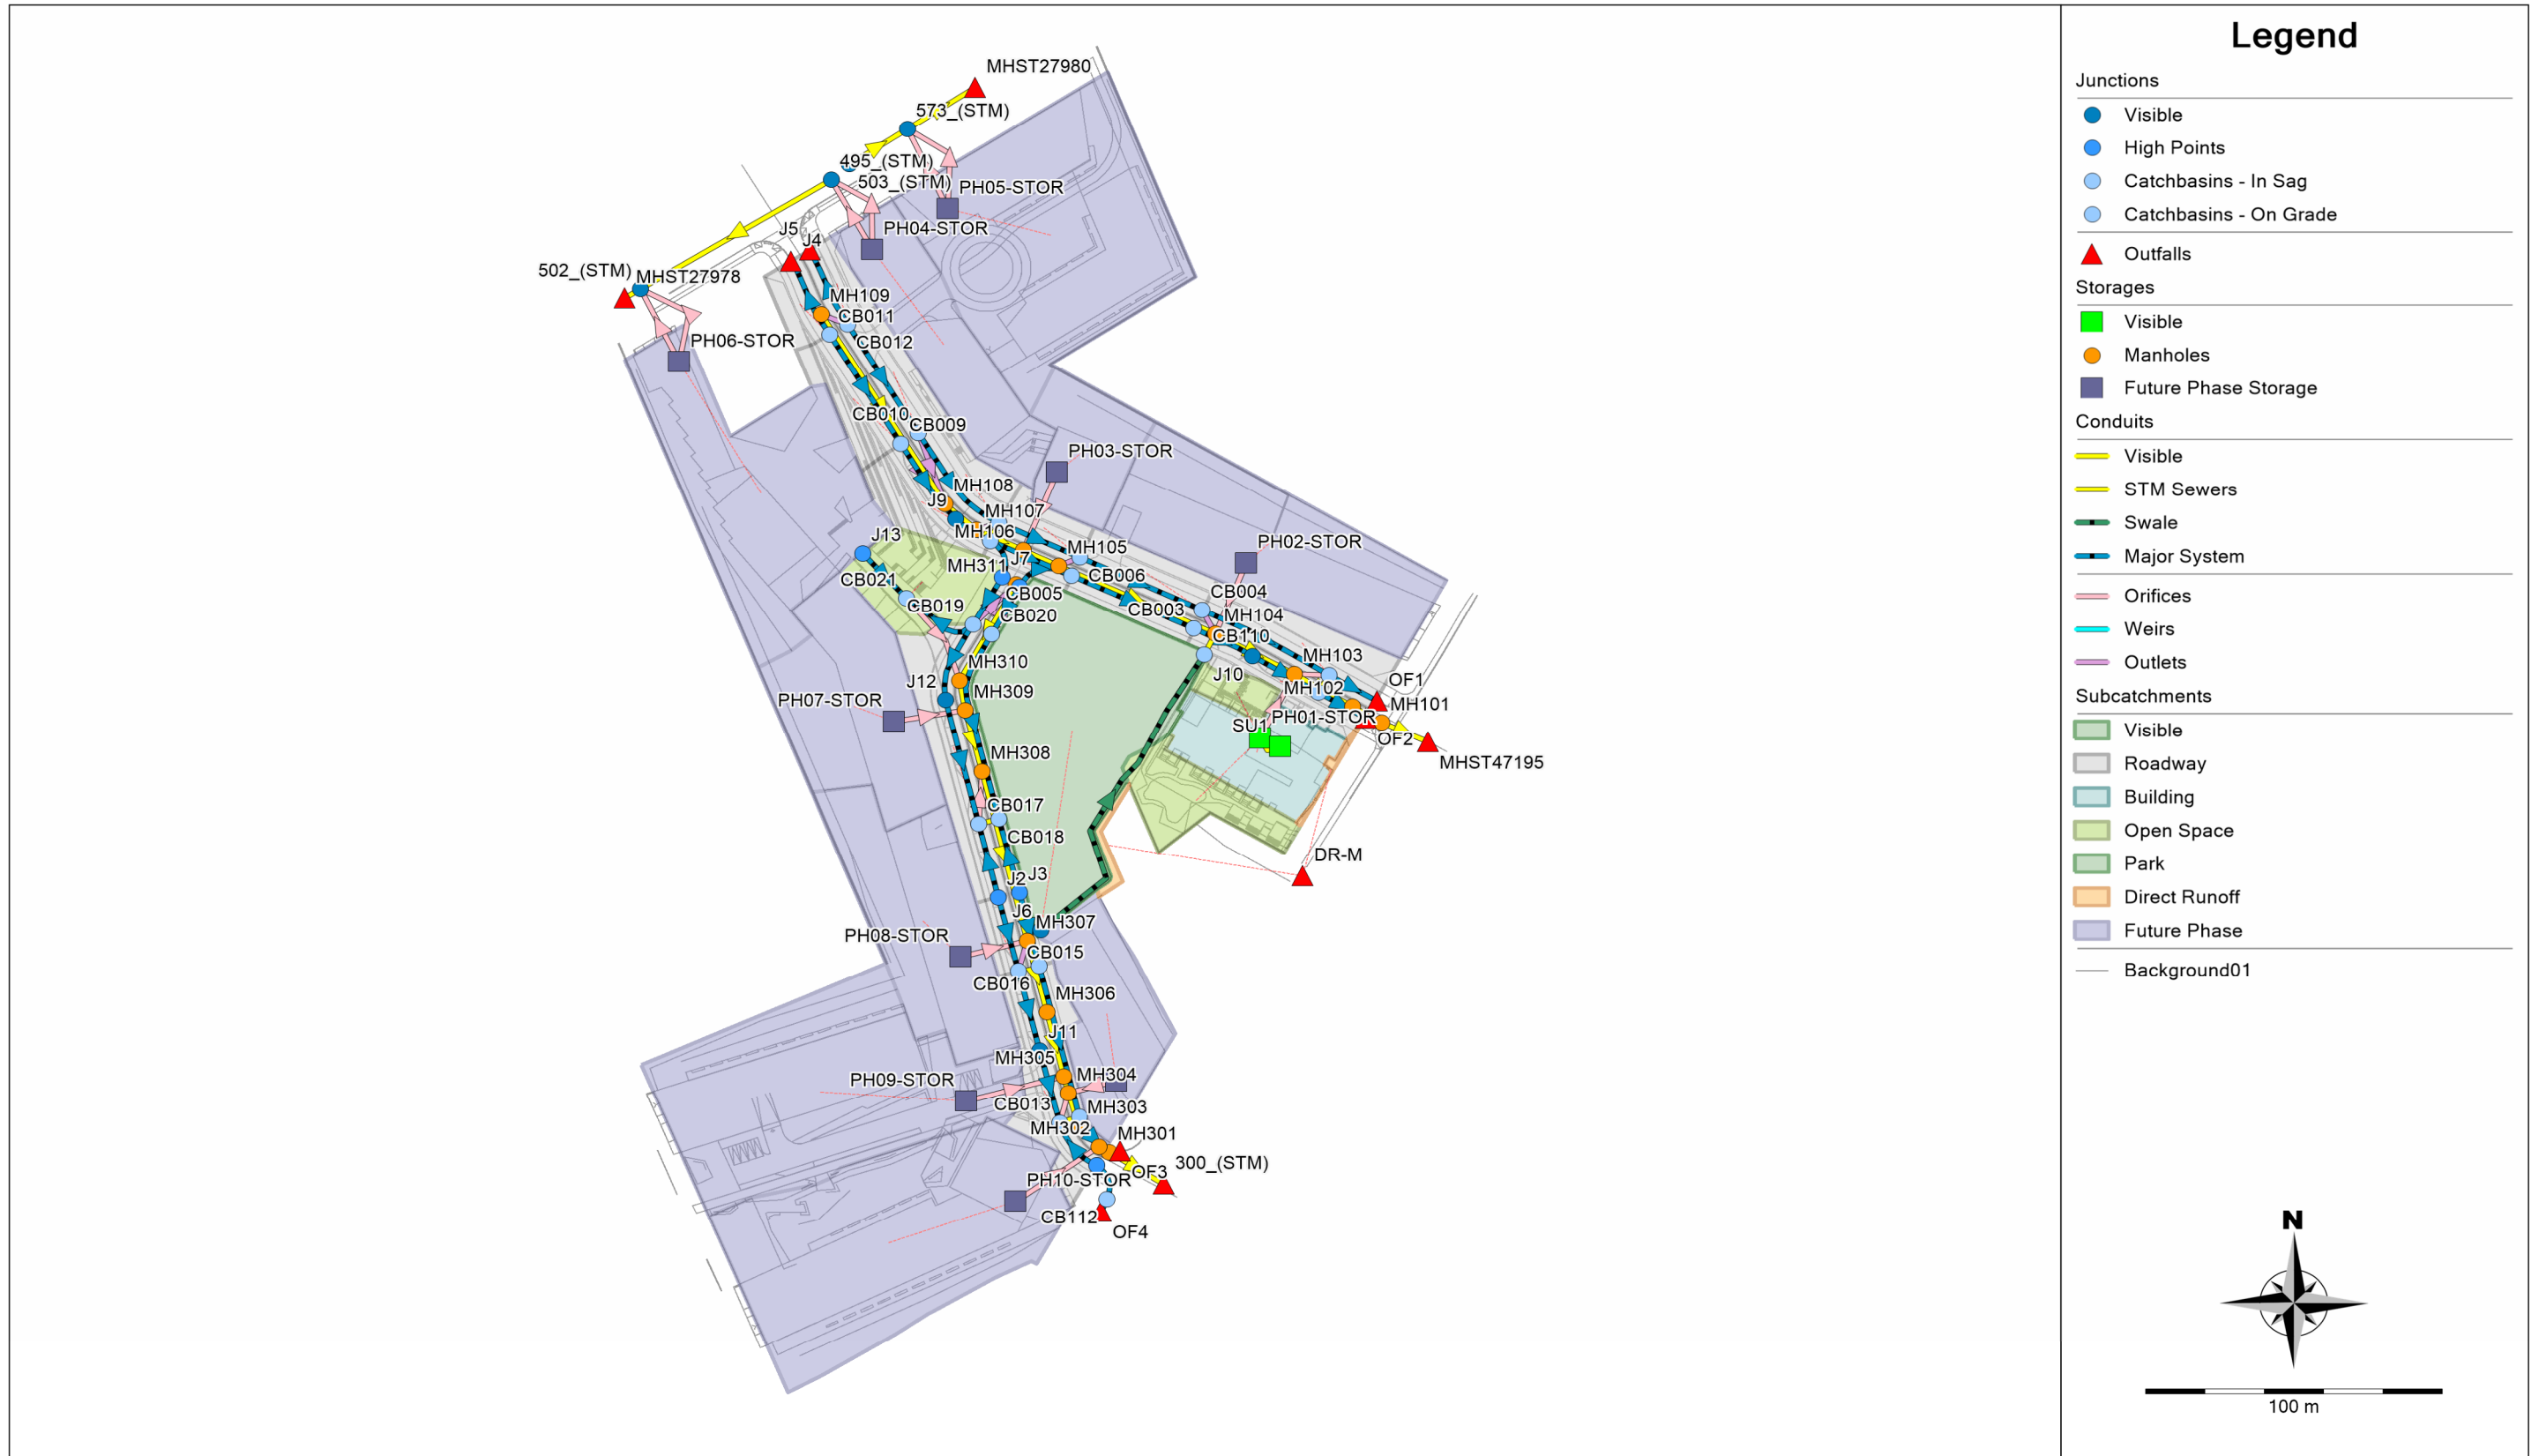 MHST27980
573_(STM)
495_(STM)
503_(STM)
PH05-STOR
PH04-STOR
J5
J4
502_(STM)
MHST27978
MH109
CB011
PH06-STOR
CB012
CB010
CB009
PH03-STOR
MH108
J9
MH107
J13
MH106
PH02-STOR
MH105
J7
MH311
CB006
CB021
CB005
CB004
CB019
CB003
CB020
MH104
CB110
MH310
MH103
J10
J12
MH309
MH102
OF1
PH07-STOR
MH101
PH01-STOR
SU1
OF2
MH308
MHST47195
CB017
CB018
DR-M
J2
J3
J6
MH307
PH08-STOR
CB015
CB016
MH306
J11
MH305
PH09-STOR
MH304
CB013
MH303
MH302
MH301
300_(STM)
OF3
PH10-STOR
CB112
OF4
Legend
Junctions
Visible
High Points
Catchbasins - In Sag
Catchbasins - On Grade
Outfalls
Storages
Visible
Manholes
Future Phase Storage
Conduits
Visible
STM Sewers
Swale
Major System
Orifices
Weirs
Outlets
Subcatchments
Visible
Roadway
Building
Open Space
Park
Direct Runoff
Future Phase
Background01
N
100 m